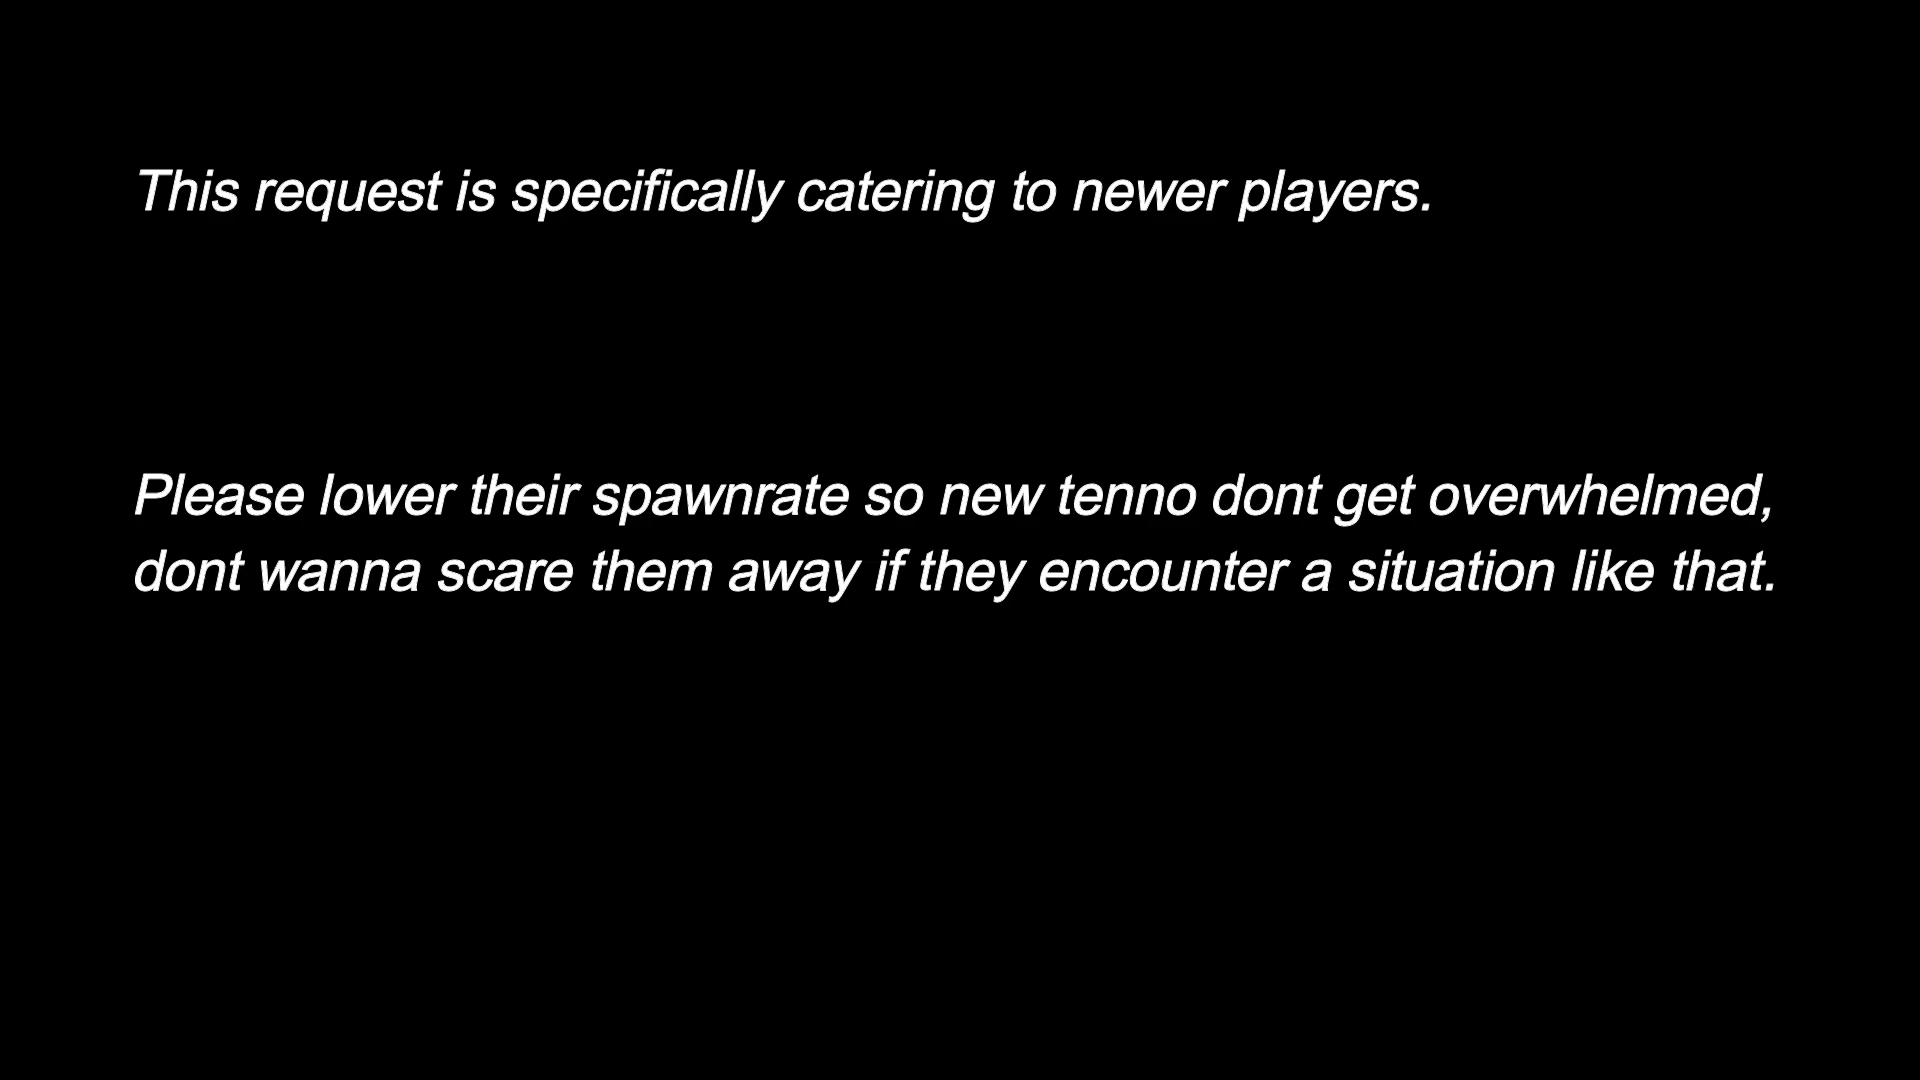 This request is specifically catering to newer players.
Please lower their spawnrate so new tenno dont get overwhelmed,
dont wanna scare them away if they encounter a situation like that.